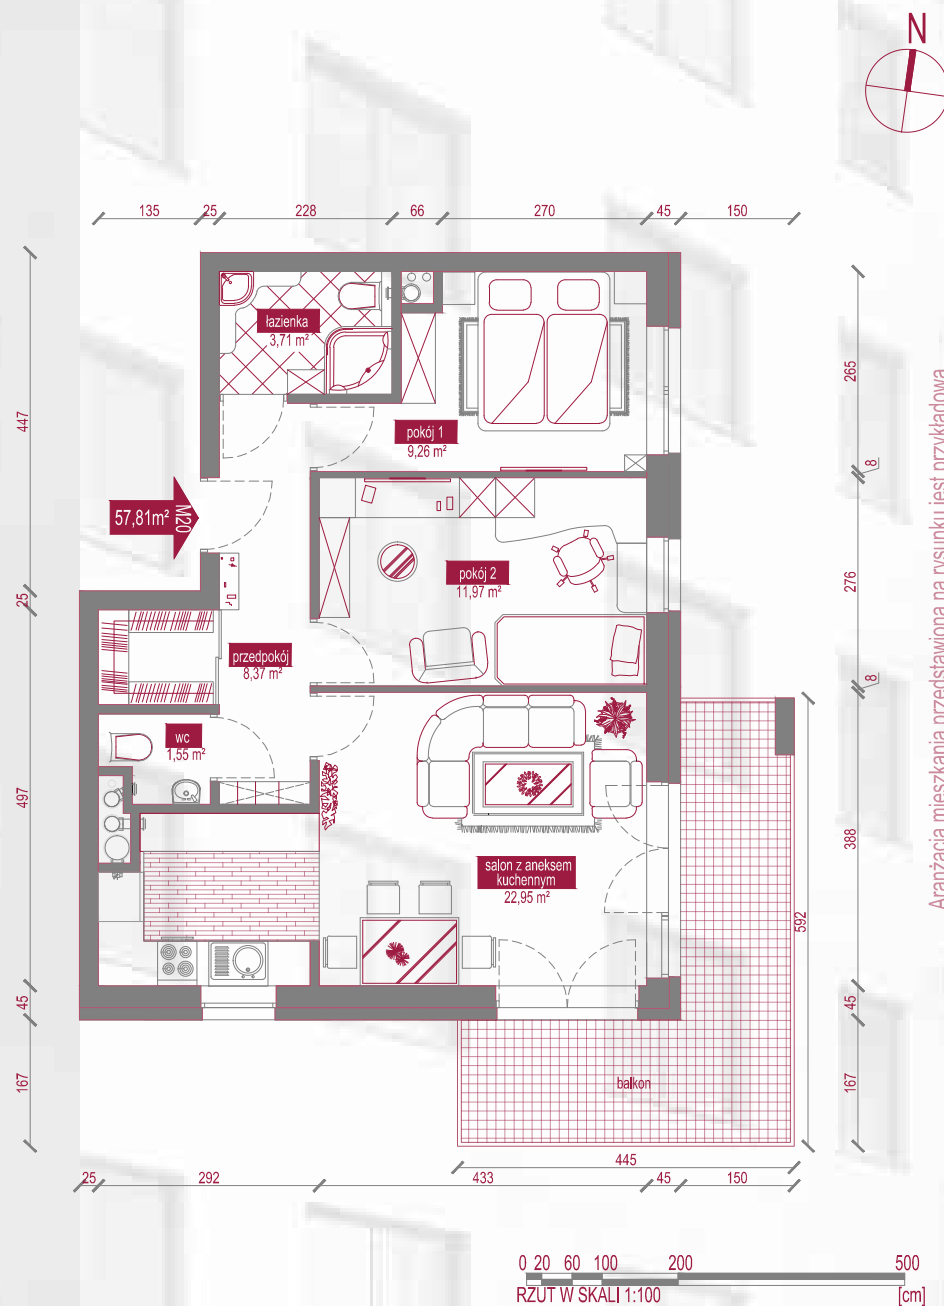 N
135 25 228 66 270 45 150
447
25
497
45
167
265
8
276
8
388
592
45
167
łazienka
3,71 m²
pokój 1
9,26 m²
57,81m²
M20
pokój 2
11,97 m²
przedpokój
8,37 m²
wc
1,55 m²
salon z aneksem
kuchennym
22,95 m²
balkon
445
25 292 433 45 150
Aranżacja mieszkania przedstawiona na rysunku jest przykładowa
0 20 60 100 200 500
RZUT W SKALI 1:100 [cm]